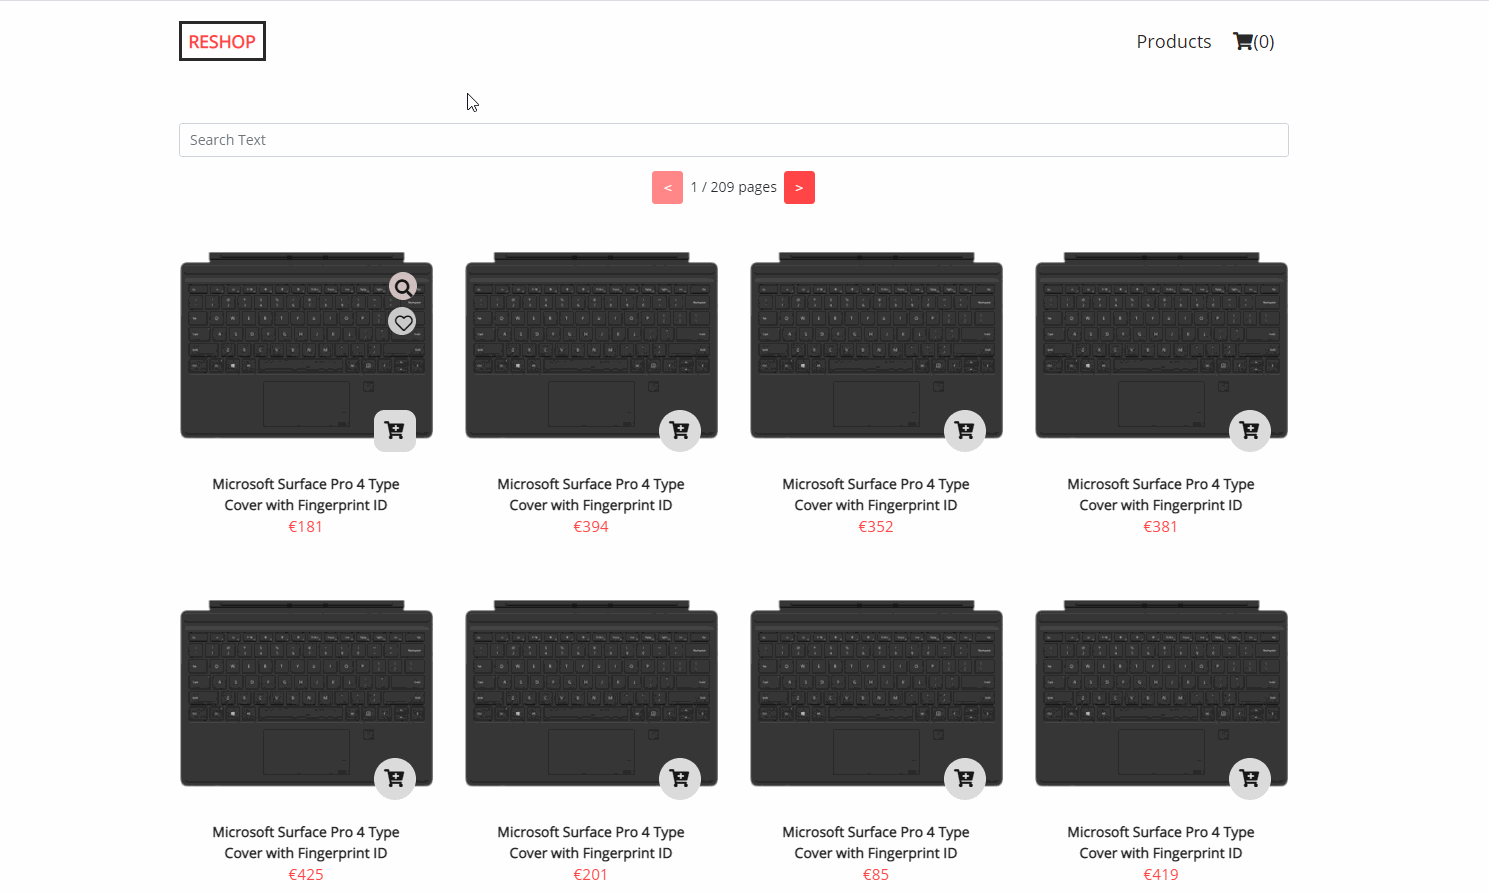 RESHOP
Products (0)
Search Text
< 1 / 209 pages >
Microsoft Surface Pro 4 Type
Cover with Fingerprint ID
€181
Microsoft Surface Pro 4 Type
Cover with Fingerprint ID
€394
Microsoft Surface Pro 4 Type
Cover with Fingerprint ID
€352
Microsoft Surface Pro 4 Type
Cover with Fingerprint ID
€381
Microsoft Surface Pro 4 Type
Cover with Fingerprint ID
€425
Microsoft Surface Pro 4 Type
Cover with Fingerprint ID
€201
Microsoft Surface Pro 4 Type
Cover with Fingerprint ID
€85
Microsoft Surface Pro 4 Type
Cover with Fingerprint ID
€419